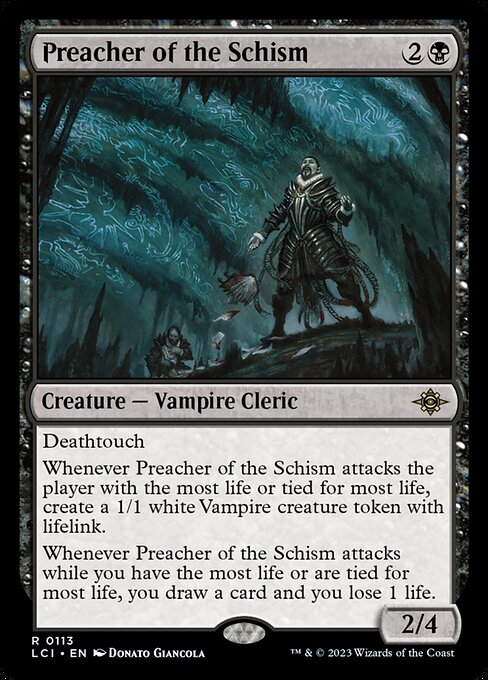 Preacher of the Schism 2
Creature — Vampire Cleric
Deathtouch
Whenever Preacher of the Schism attacks the
player with the most life or tied for most life,
create a 1/1 white Vampire creature token with
lifelink.
Whenever Preacher of the Schism attacks
while you have the most life or are tied for
most life, you draw a card and you lose 1 life.
2/4
R 0113
LCI • EN Donato Giancola ™ & © 2023 Wizards of the Coast